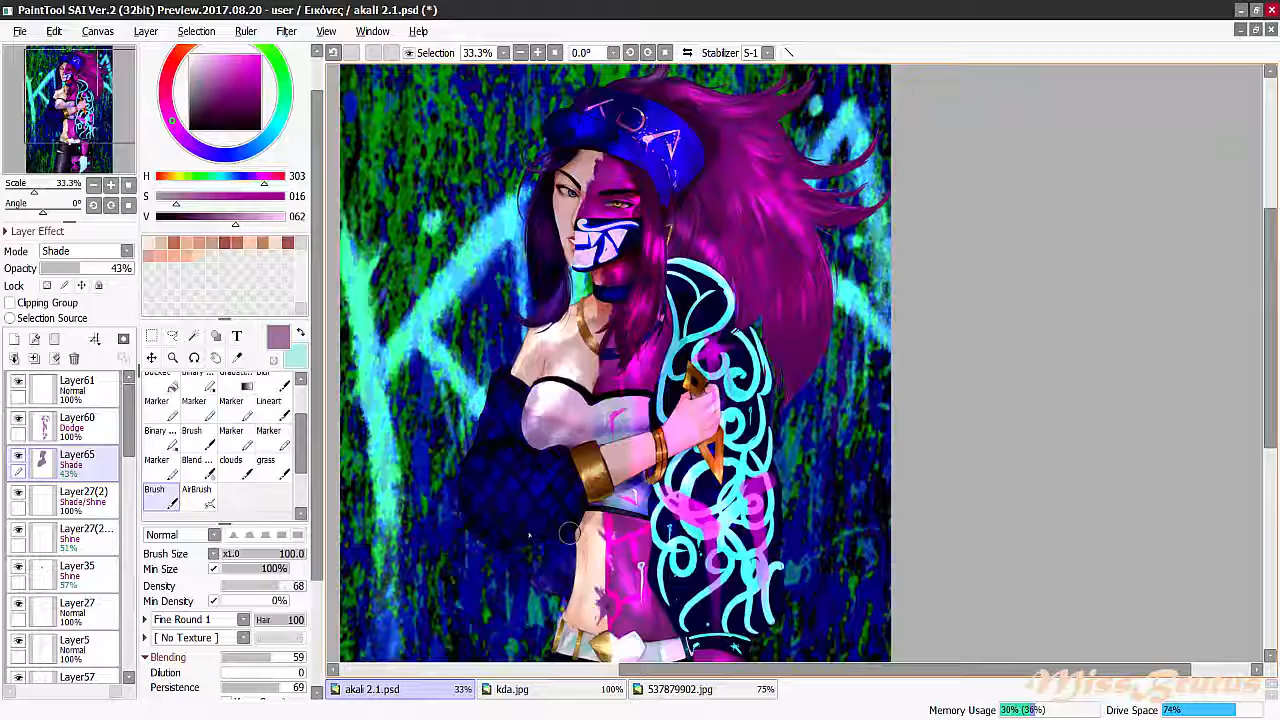 PaintTool SAI Ver.2 (32bit) Preview.2017.08.20 - user / Εικόνες / akali 2.1.psd (*)
File Edit Canvas Layer Selection Ruler Filter View Window Help
Selection 33.3% 0.0° Stabilizer S-1
Scale 33.3%
Angle 0°
H 303
S 016
V 062
Layer Effect
Mode Shade
Opacity 43%
Lock
Clipping Group
Selection Source
T
Layer61
Normal
100%
Layer60
Dodge
100%
Layer65
Shade
43%
Layer27(2)
Shade/Shine
100%
Layer27(2...
Shade/Shine
51%
Layer35
Shine
57%
Layer27
Normal
100%
Layer5
Normal
100%
Layer57
Marker Marker Marker Lineart
Binary ... Brush Marker Marker
Marker Blend ... clouds grass
Brush AirBrush
Normal
Brush Size x1.0 100.0
Min Size 100%
Density 68
Min Density 0%
Fine Round 1 Hair 100
[ No Texture ]
Blending 59
Dilution 0
Persistence 69
akali 2.1.psd 33% kda.jpg 100% 537879902.jpg 75%
Memory Usage 30% (36%) Drive Space 74%